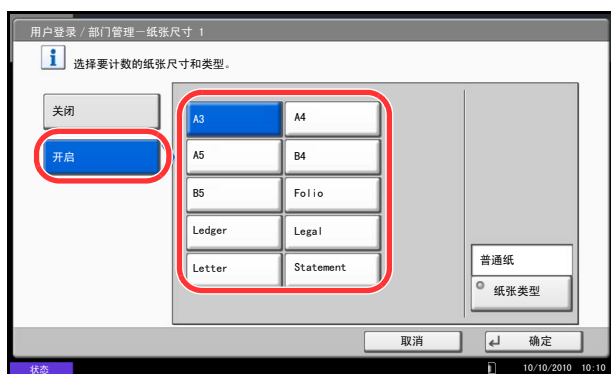 用户登录/部门管理－纸张尺寸 1
选择要计数的纸张尺寸和类型。
关闭
开启
A3
A4
A5
B4
B5
Folio
Ledger
Legal
Letter
Statement
普通纸
纸张类型
取消
确定
状态
10/10/2010 10:10